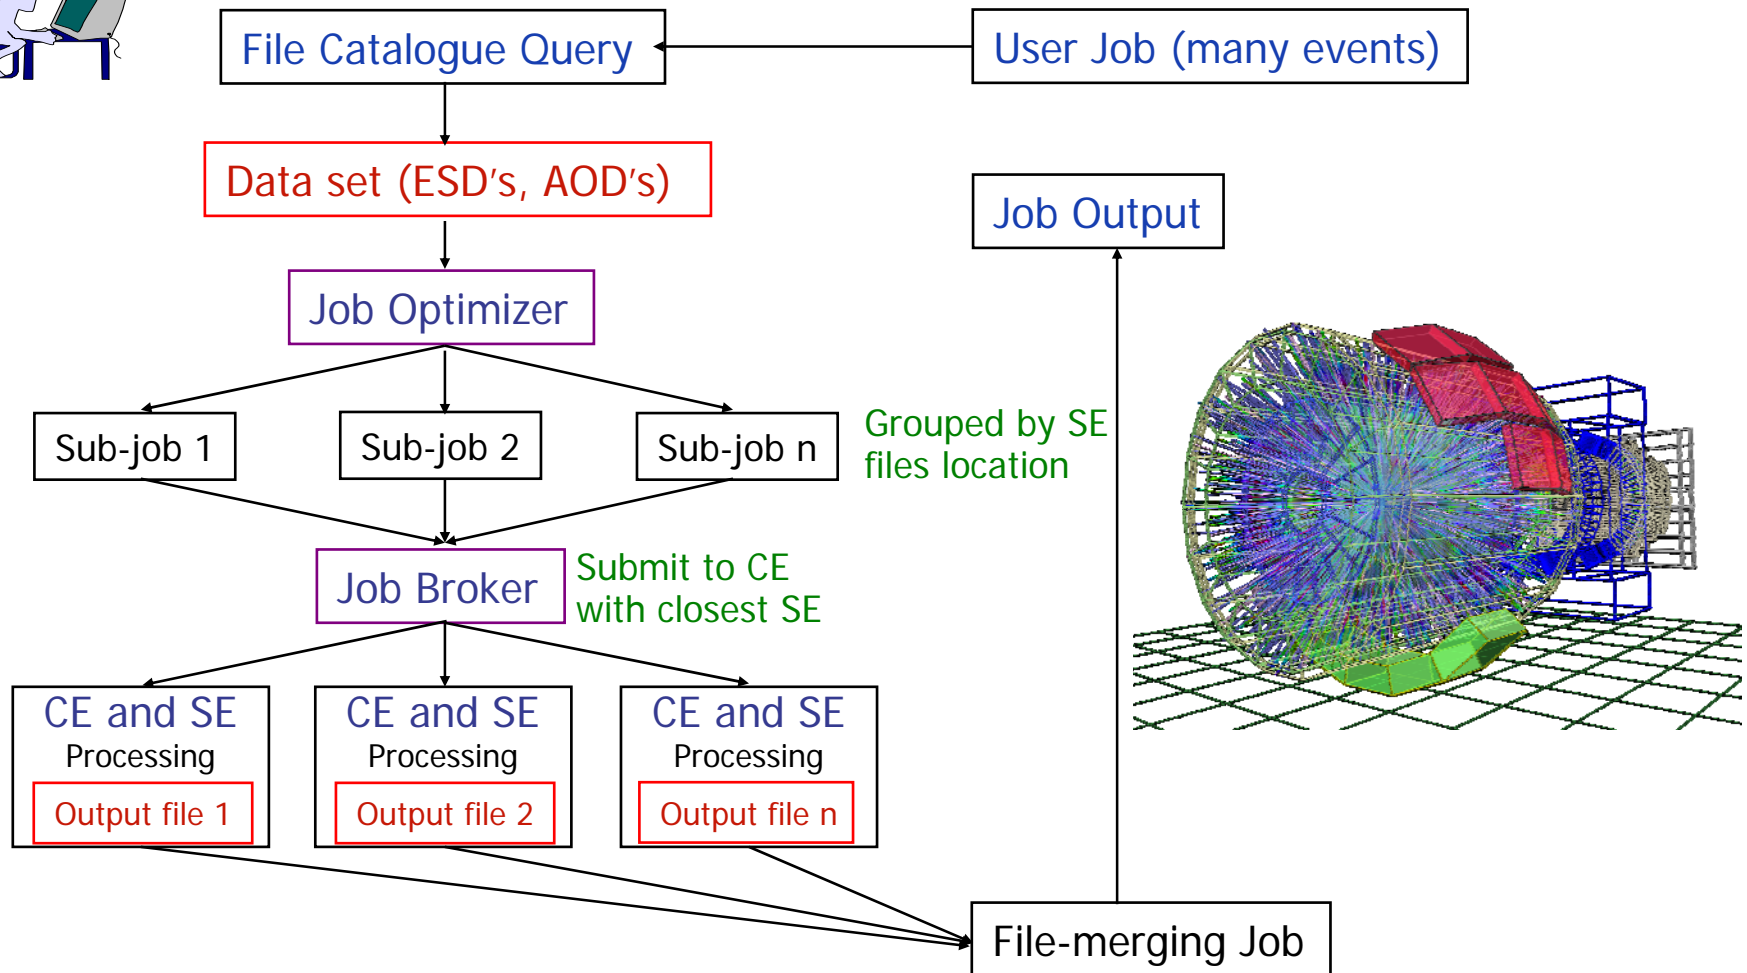 File Catalogue Query
User Job (many events)
Data set (ESD's, AOD's)
Job Output
Job Optimizer
Sub-job 1
Sub-job 2
Sub-job n
Grouped by SE
files location
Job Broker
Submit to CE
with closest SE
CE and SE
Processing
Output file 1
CE and SE
Processing
Output file 2
CE and SE
Processing
Output file n
File-merging Job